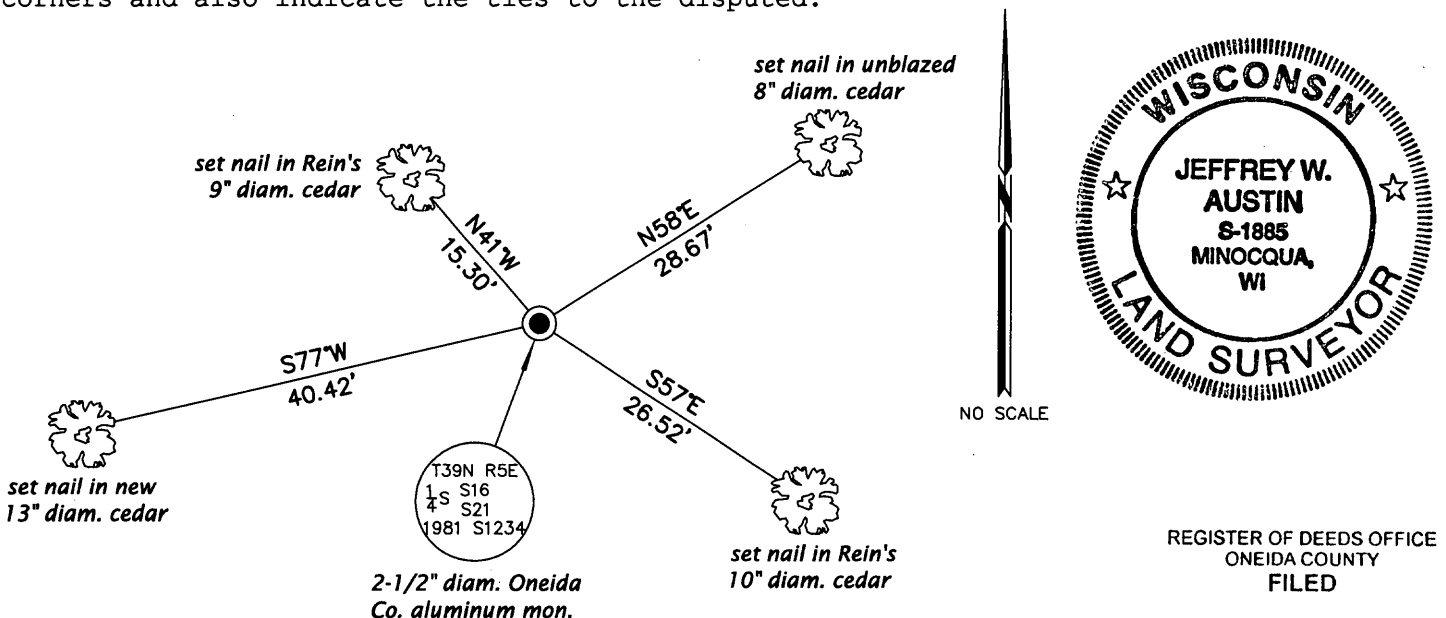 corners and also indicate the ties to the disputed.
set nail in unblazed
8" diam. cedar
set nail in Rein's
9" diam. cedar
N41°W
15.30'
N58°E
28.67'
S77°W
40.42'
S57°E
26.52'
set nail in new
13" diam. cedar
T39N R5E
1/4 S S16
S21
1981 S1234
2-1/2" diam. Oneida
Co. aluminum mon.
set nail in Rein's
10" diam. cedar
N
NO SCALE
WISCONSIN
JEFFREY W.
AUSTIN
S-1885
MINOCQUA,
WI
LAND SURVEYOR
REGISTER OF DEEDS OFFICE
ONEIDA COUNTY
FILED